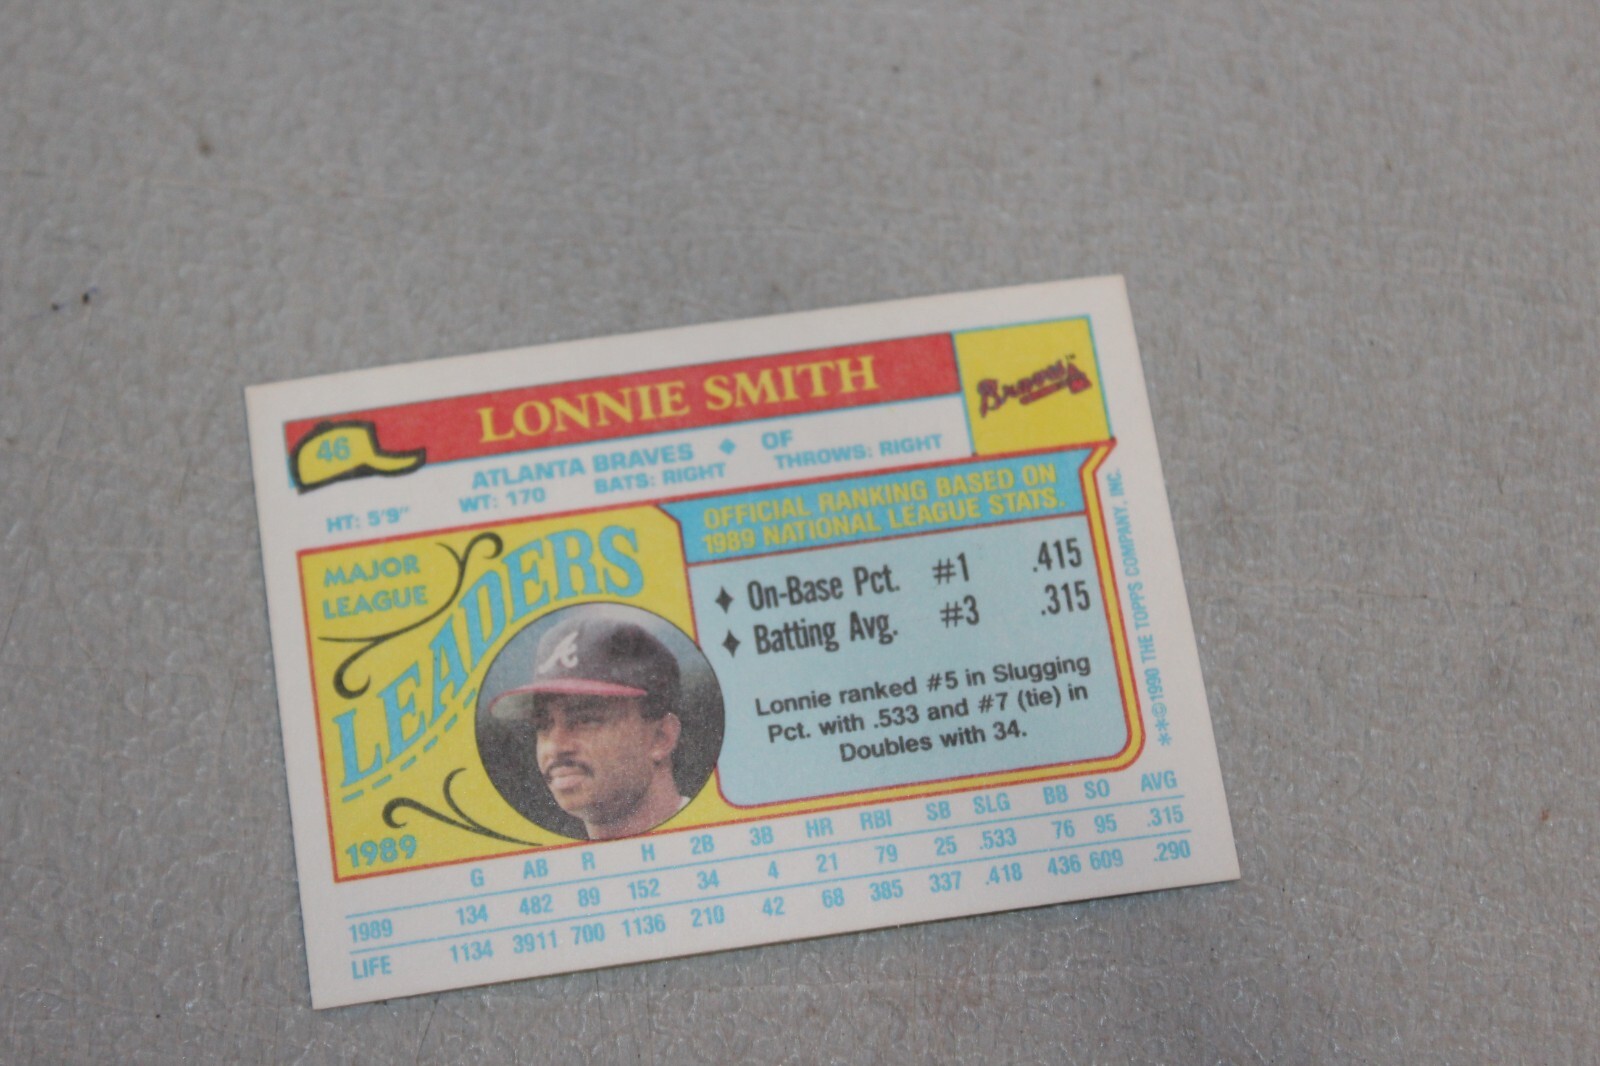 46
LONNIE SMITH
Braves™
ATLANTA BRAVES ♦ OF
HT: 5'9" WT: 170 BATS: RIGHT THROWS: RIGHT
MAJOR
LEAGUE
LEADERS
1989
A
OFFICIAL RANKING BASED ON
1989 NATIONAL LEAGUE STATS.
♦ On-Base Pct. #1 .415
♦ Batting Avg. #3 .315
Lonnie ranked #5 in Slugging
Pct. with .533 and #7 (tie) in
Doubles with 34.
**©1990 THE TOPPS COMPANY, INC.
G AB R H 2B 3B HR RBI SB SLG BB SO AVG
1989 134 482 89 152 34 4 21 79 25 .533 76 95 .315
LIFE 1134 3911 700 1136 210 42 68 385 337 .418 436 609 .290